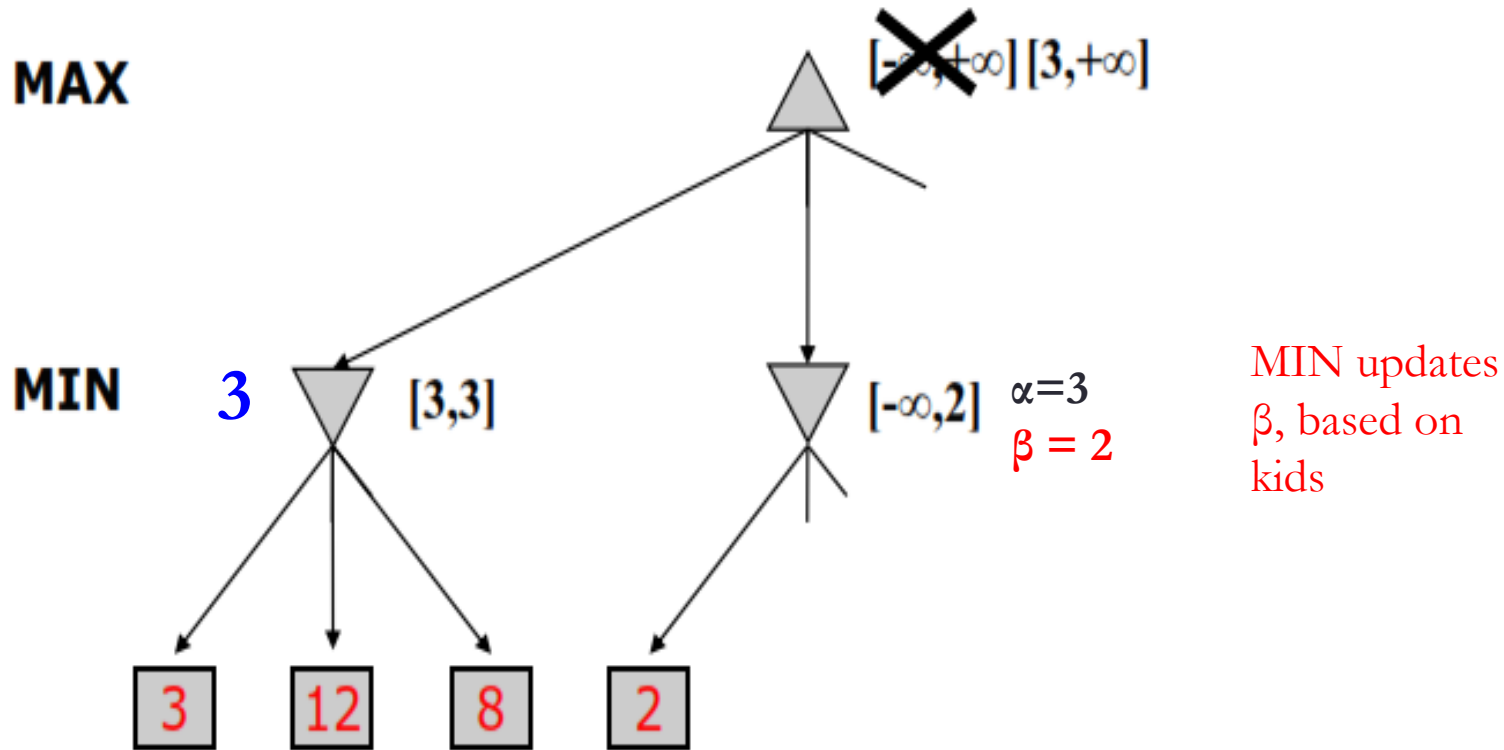 MAX
[-∞,+∞] [3,+∞]
MIN
3
[3,3]
[-∞,2]
α=3
β = 2
MIN updates
β, based on
kids
3 12 8 2